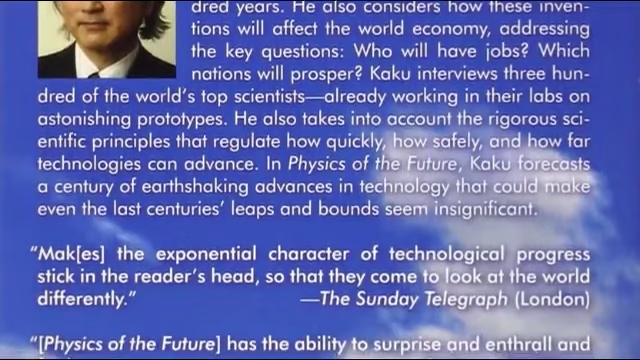 dred years. He also considers how these inven-
tions will affect the world economy, addressing
the key questions: Who will have jobs? Which
nations will prosper? Kaku interviews three hun-
dred of the world's top scientists—already working in their labs on
astonishing prototypes. He also takes into account the rigorous sci-
entific principles that regulate how quickly, how safely, and how far
technologies can advance. In Physics of the Future, Kaku forecasts
a century of earthshaking advances in technology that could make
even the last centuries' leaps and bounds seem insignificant.
“Mak[es] the exponential character of technological progress
stick in the reader's head, so that they come to look at the world
differently.” —The Sunday Telegraph (London)
“[Physics of the Future] has the ability to surprise and enthrall and